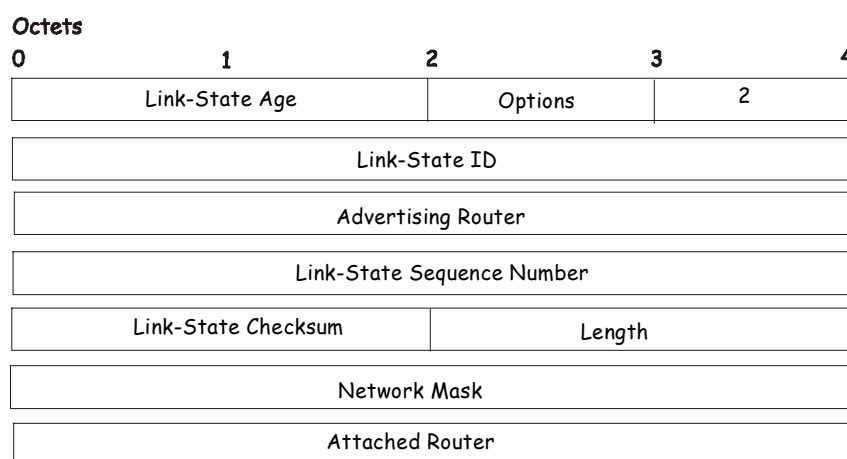 Octets
0 1 2 3 4
Link-State Age Options 2
Link-State ID
Advertising Router
Link-State Sequence Number
Link-State Checksum Length
Network Mask
Attached Router